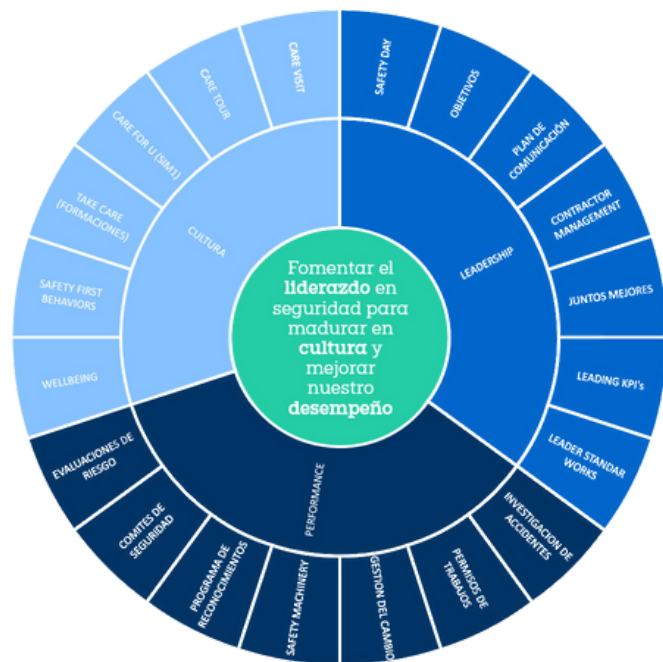 Fomentar el
liderazdo en
seguridad para
madurar en
cultura y
mejorar
nuestro
desempeño
LEADERSHIP
SAFETY DAY
OBJETIVOS
PLAN DE
COMUNICACIÓN
CONTRACTOR
MANAGEMENT
JUNTOS MEJORES
LEADING KPI's
LEADER STANDAR
WORKS
PERFORMANCE
INVESTIGACION DE
ACCIDENTES
PERMISOS DE
TRABAJOS
GESTION DEL CAMBIO
SAFETY MACHINERY
PROGRAMA DE
RECONOCIMIENTOS
COMITES DE
SEGURIDAD
EVALUACIONES DE
RIESGO
CULTURA
WELLBEING
SAFETY FIRST
BEHAVIORS
TAKE CARE
(FORMACIONES)
CARE FOR U (SIM1)
CARE TOUR
CARE VISIT